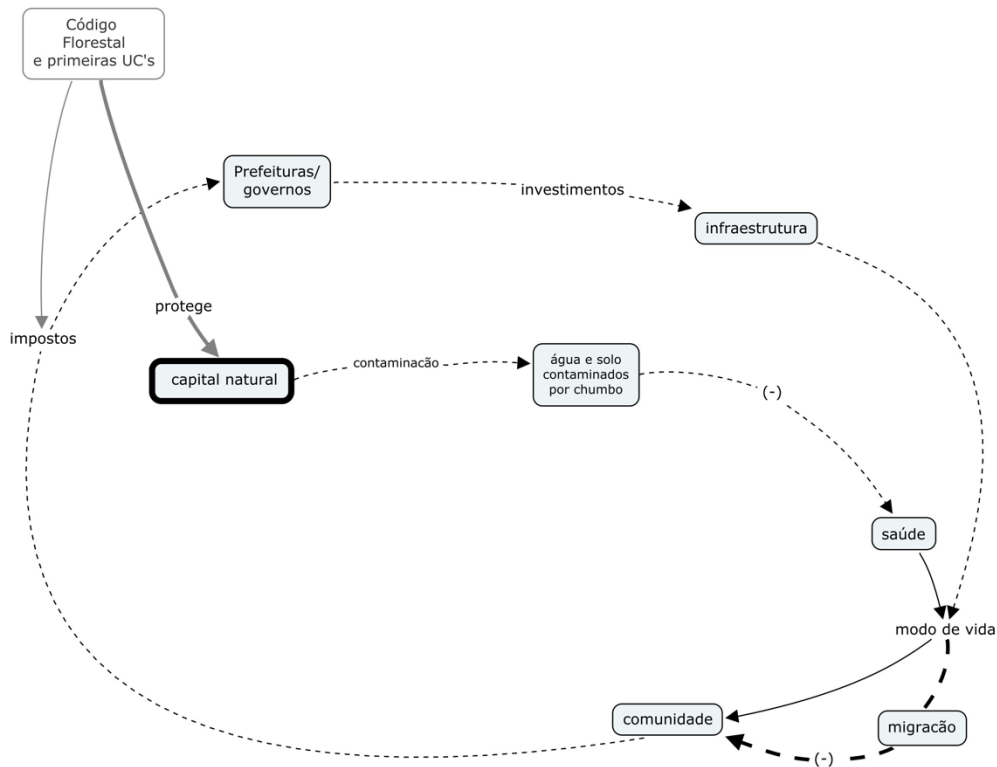 Código
Florestal
e primeiras UC's
Prefeituras/
governos
investimentos
infraestrutura
protege
impostos
capital natural
contaminacão
água e solo
contaminados
por chumbo
(-)
saúde
modo de vida
comunidade
migracão
(-)